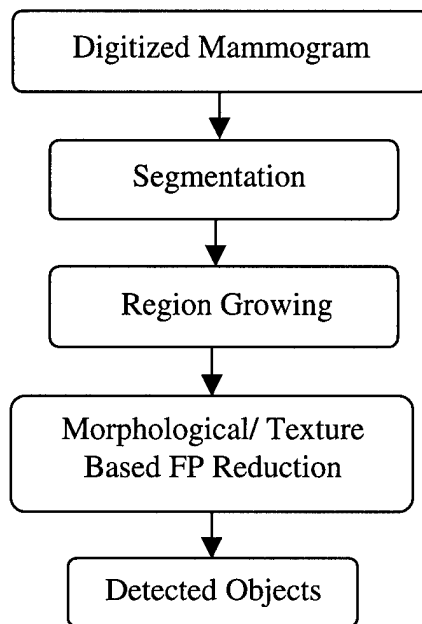 Digitized Mammogram
Segmentation
Region Growing
Morphological/ Texture
Based FP Reduction
Detected Objects